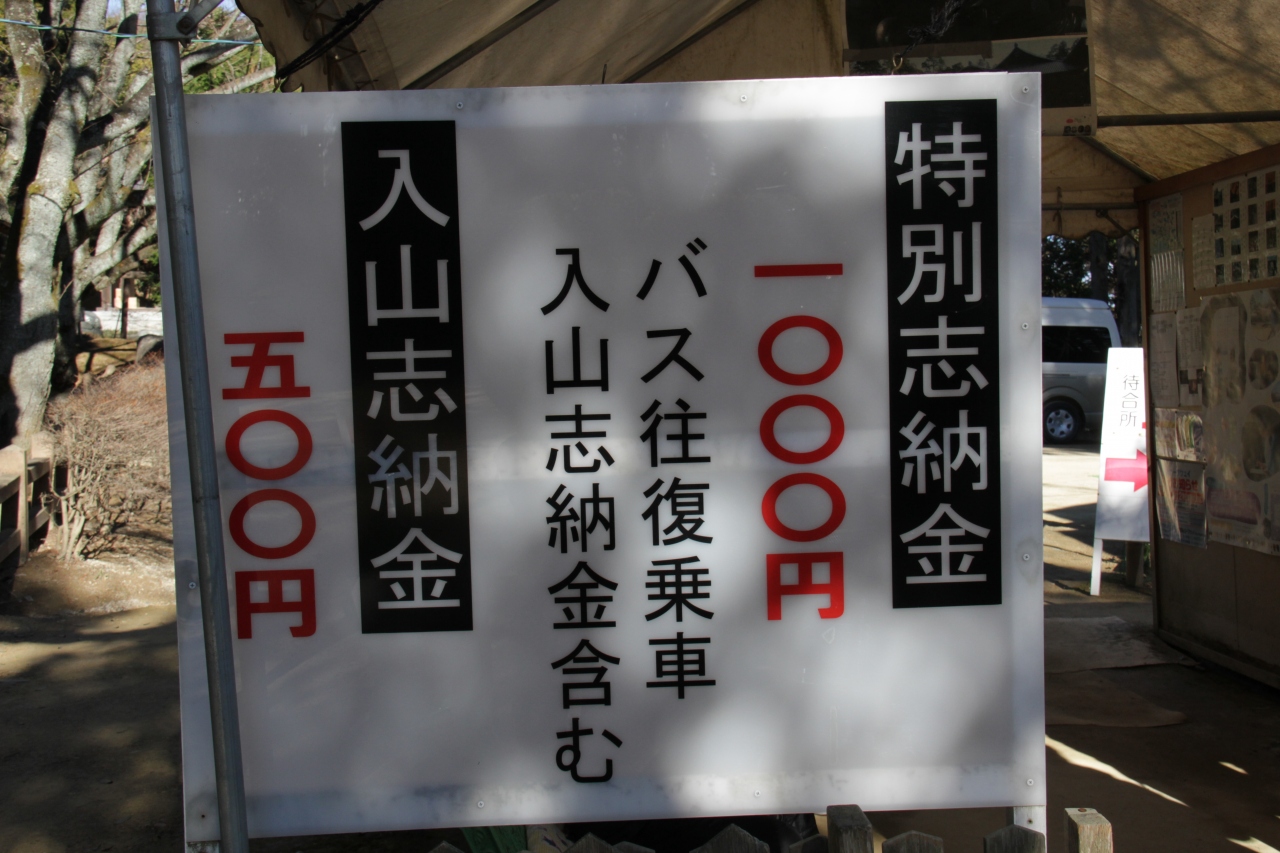 特別志納金
一〇〇〇円
バス往復乗車
入山志納金含む
入山志納金
五〇〇円
待合所